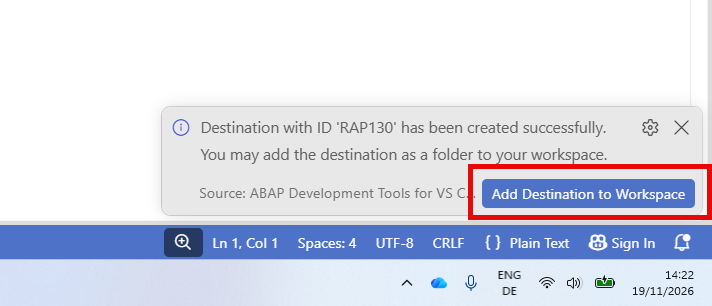 Destination with ID 'RAP130' has been created successfully.
You may add the destination as a folder to your workspace.
Source: ABAP Development Tools for VS C... Add Destination to Workspace
Ln 1, Col 1 Spaces: 4 UTF-8 CRLF {} Plain Text Sign In
ENG 14:22
DE 19/11/2026